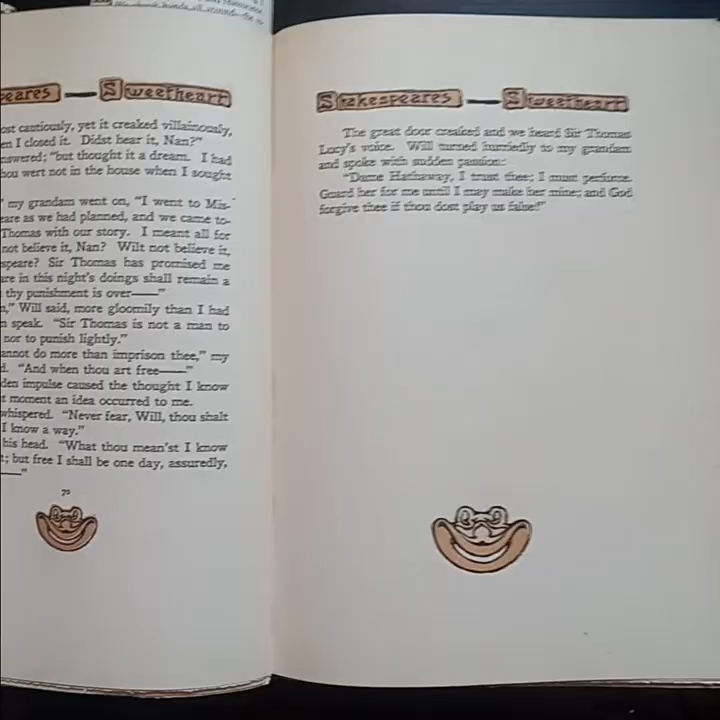 peares — Sweetheart
ost cautiously, yet it creaked villainously,
en I closed it. Didst hear it, Nan?"
nswered; "but thought it a dream. I had
hou wert not in the house when I sought
" my grandam went on, "I went to Mis-
eare as we had planned, and we came to-
Thomas with our story. I meant all for
not believe it, Nan? Wilt not believe it,
speare? Sir Thomas has promised me
are in this night's doings shall remain a
thy punishment is over——"
n," Will said, more gloomily than I had
n speak. "Sir Thomas is not a man to
nor to punish lightly."
annot do more than imprison thee," my
d. "And when thou art free——"
den impulse caused the thought I know
t moment an idea occurred to me.
whispered. "Never fear, Will, thou shalt
I know a way."
his head. "What thou mean'st I know
t; but free I shall be one day, assuredly,
——"
70
Shakespeares — Sweetheart
The great door creaked and we heard Sir Thomas
Lucy's voice. Will turned hurriedly to my grandam
and spoke with sudden passion:
"Dame Hathaway, I trust thee; I must perforce.
Guard her for me until I may make her mine; and God
forgive thee if thou dost play us false!"